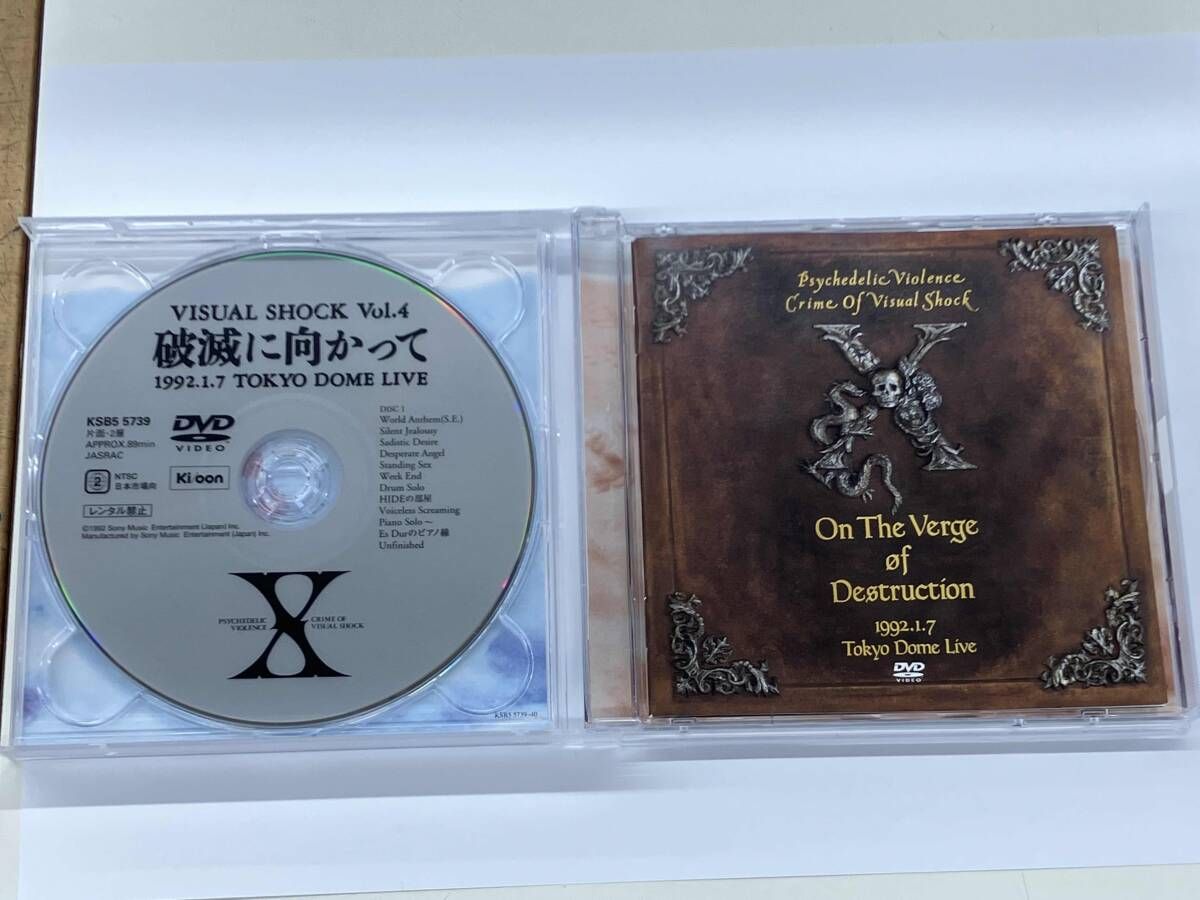 VISUAL SHOCK Vol.4
破滅に向かって
1992.1.7 TOKYO DOME LIVE
KSB5 5739
片面・2層
APPROX.89min
JASRAC
DVD
VIDEO
2
NTSC
日本市場向
Ki/oon
レンタル禁止
©1992 Sony Music Entertainment (Japan) Inc.
Manufactured by Sony Music Entertainment (Japan) Inc.
DISC 1
World Anthem(S.E.)
Silent Jealousy
Sadistic Desire
Desperate Angel
Standing Sex
Week End
Drum Solo
HIDEの部屋
Voiceless Screaming
Piano Solo～
Es Durのピアノ線
Unfinished
PSYCHEDELIC
VIOLENCE
X
CRIME OF
VISUAL SHOCK
KSB5 5739-40
Psychedelic Violence
Crime Of Visual Shock
X
On The Verge
øf
Destruction
1992.1.7
Tokyo Dome Live
DVD
VIDEO